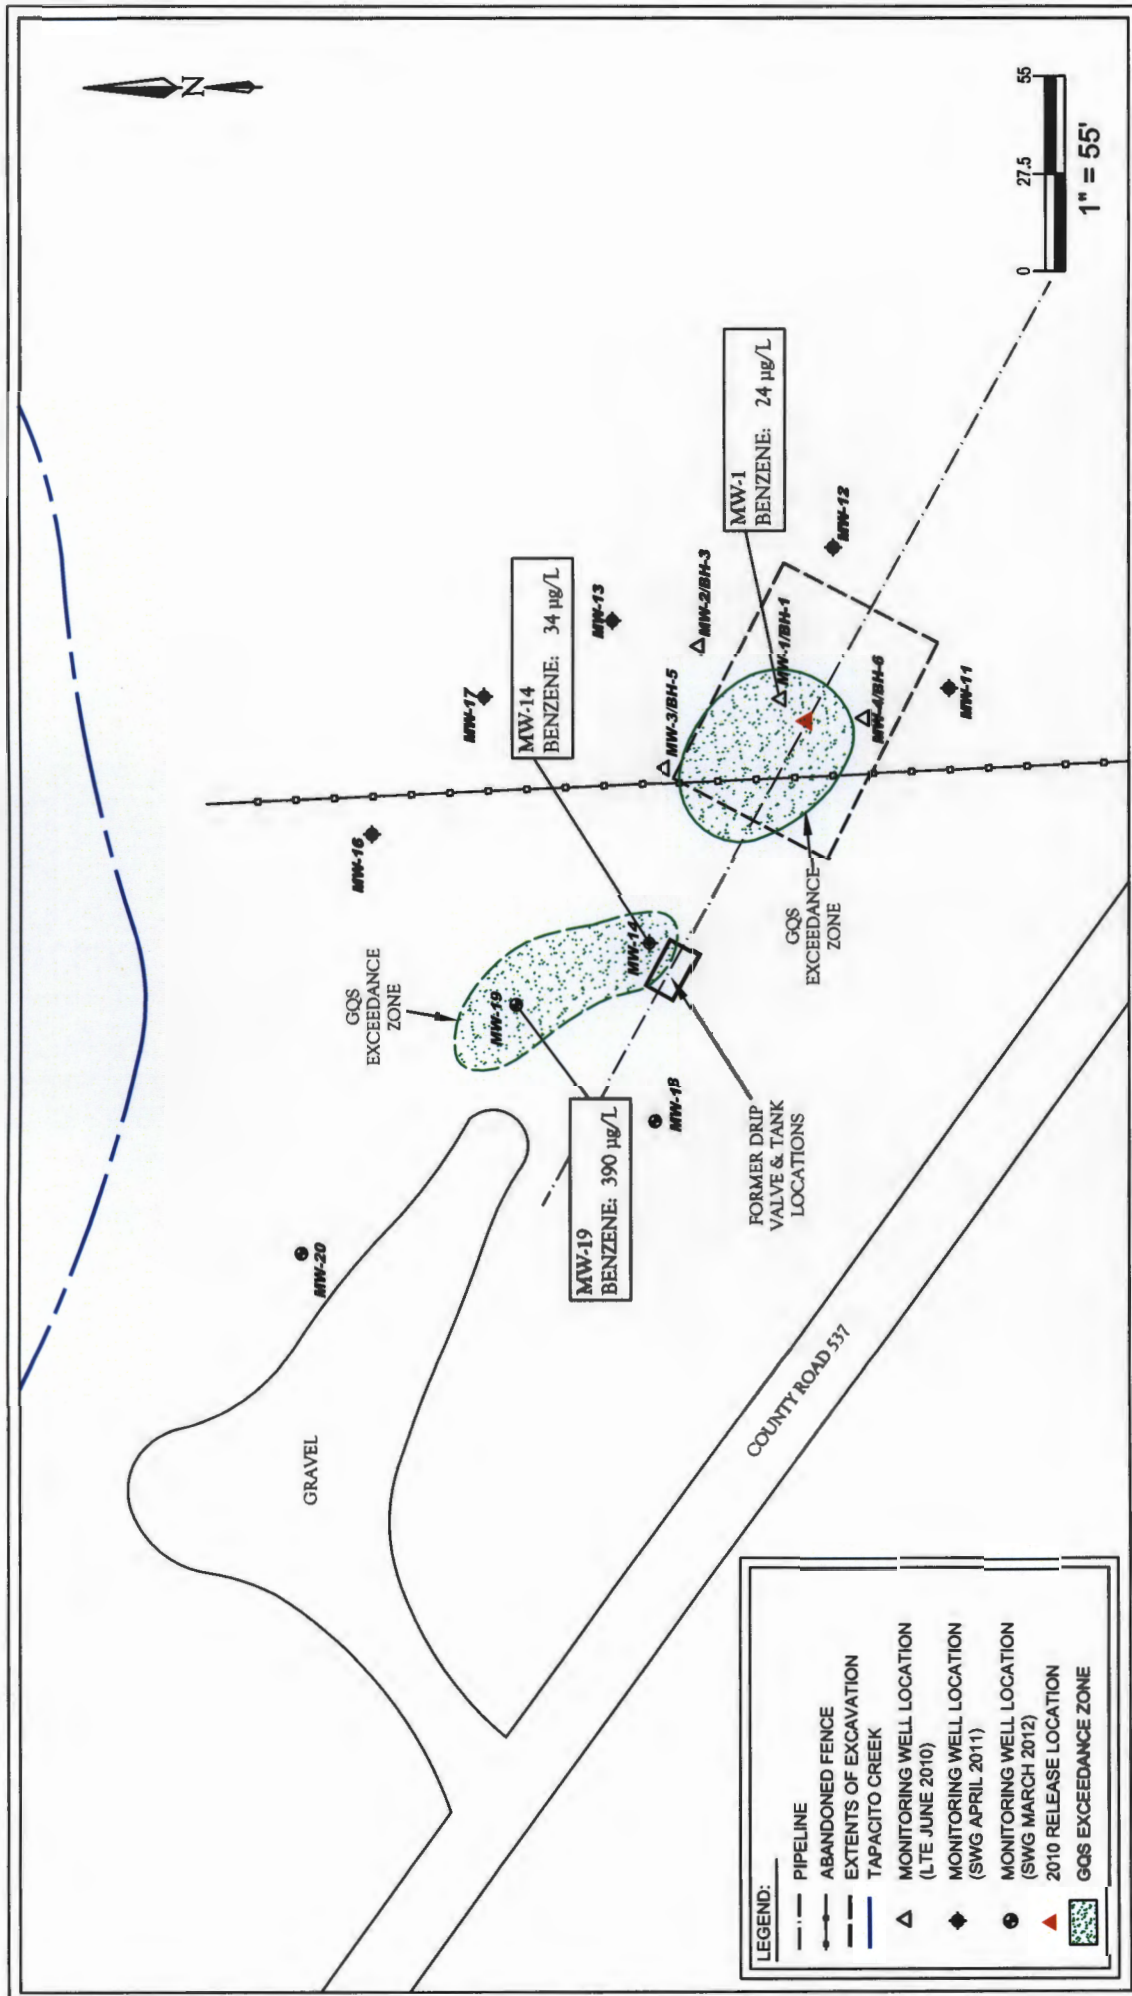 N
MW-20
GRAVEL
MW-16
MW-17
GQS
EXCEEDANCE
ZONE
MW-19
MW-14
BENZENE: 34 µg/L
MW-13
MW-14
MW-19
BENZENE: 390 µg/L
MW-18
MW-3/BH-5
MW-2/BH-3
MW-1
BENZENE: 24 µg/L
MW-1/BH-1
MW-12
MW-4/BH-6
MW-11
FORMER DRIP
VALVE & TANK
LOCATIONS
GQS
EXCEEDANCE
ZONE
COUNTY ROAD 537
LEGEND:
PIPELINE
ABANDONED FENCE
EXTENTS OF EXCAVATION
TAPACITO CREEK
MONITORING WELL LOCATION
(LTE JUNE 2010)
MONITORING WELL LOCATION
(SWG APRIL 2011)
MONITORING WELL LOCATION
(SWG MARCH 2012)
2010 RELEASE LOCATION
GQS EXCEEDANCE ZONE
0 27.5 55
1" = 55'